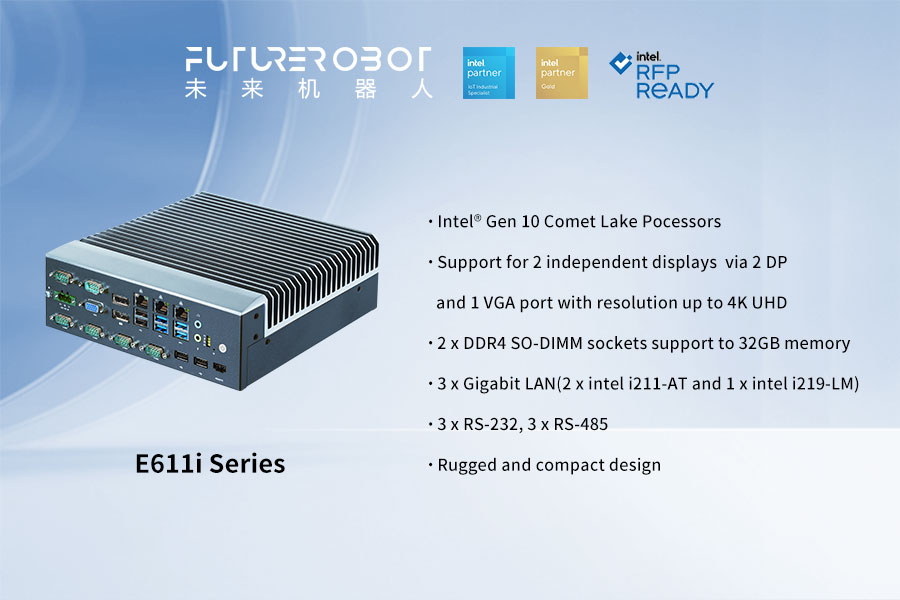 FUTUREROBOT
未来机器人
intel
partner
IoT Industrial
Specialist
intel
partner
Gold
intel.
RFP
READY
· Intel® Gen 10 Comet Lake Pocessors
· Support for 2 independent displays via 2 DP
and 1 VGA port with resolution up to 4K UHD
· 2 x DDR4 SO-DIMM sockets support to 32GB memory
· 3 x Gigabit LAN(2 x intel i211-AT and 1 x intel i219-LM)
· 3 x RS-232, 3 x RS-485
· Rugged and compact design
E611i Series